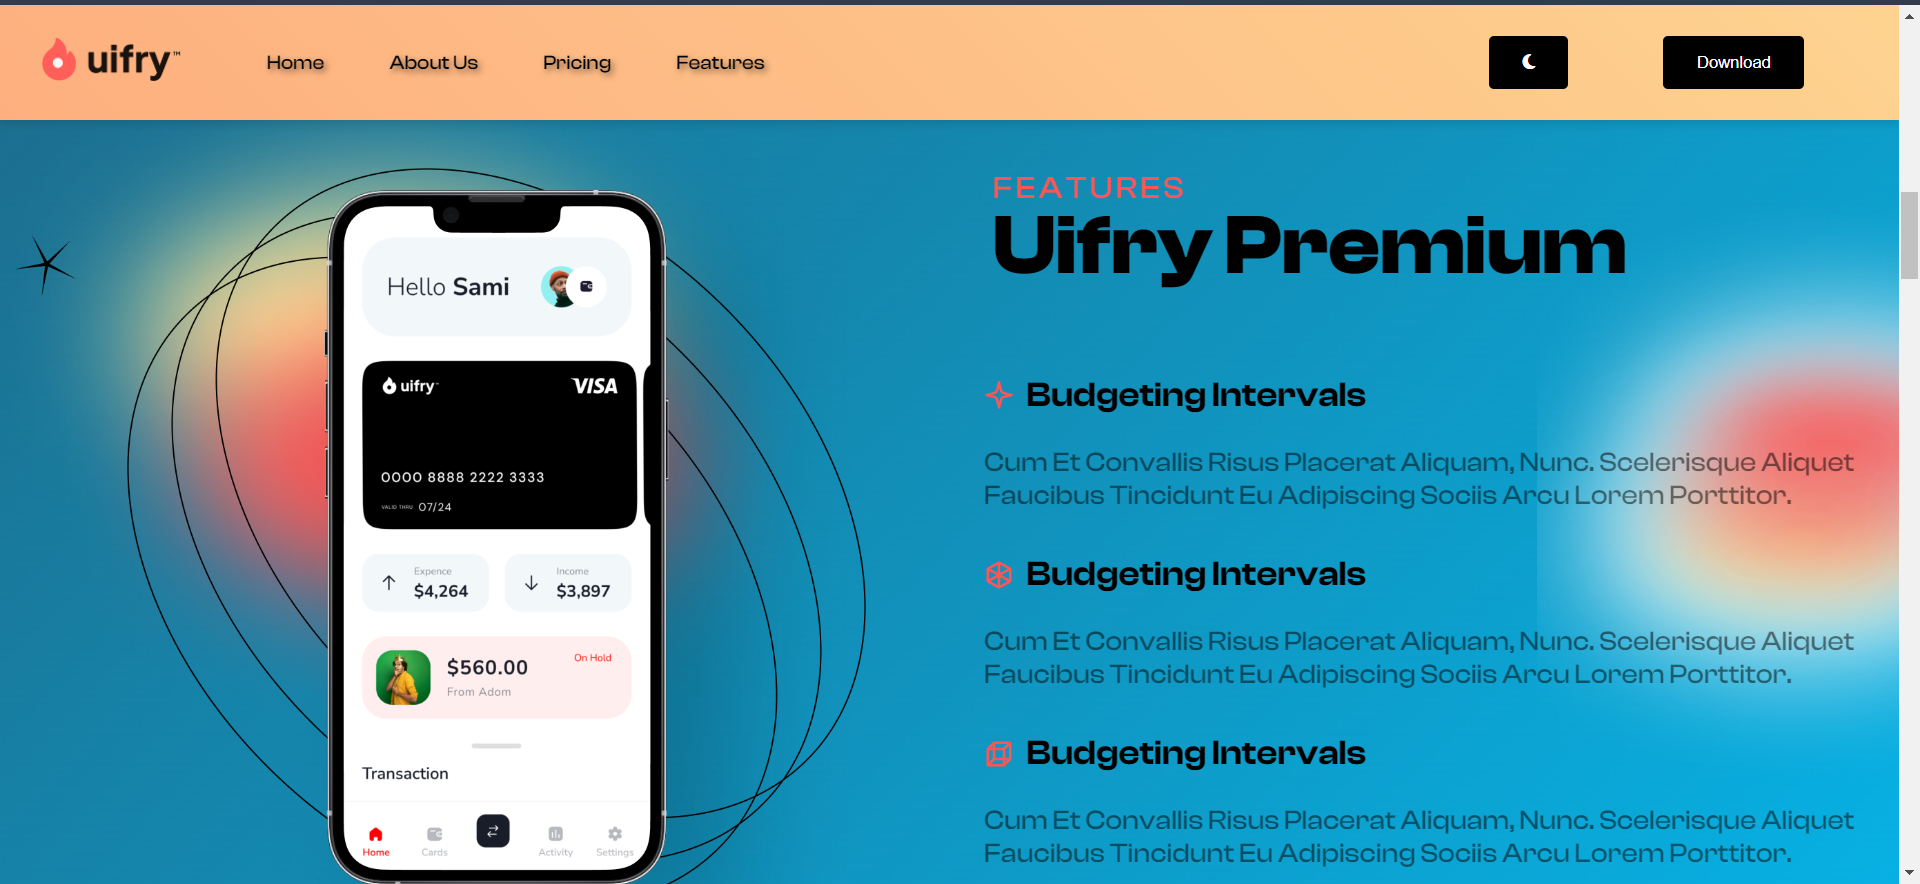 uifry™
Home
About Us
Pricing
Features
Download
Hello Sami
uifry™
VISA
0000 8888 2222 3333
VALID THRU 07/24
Expence
$4,264
Income
$3,897
$560.00
On Hold
From Adom
Transaction
Home
Cards
Activity
Settings
FEATURES
Uifry Premium
Budgeting Intervals
Cum Et Convallis Risus Placerat Aliquam, Nunc. Scelerisque Aliquet
Faucibus Tincidunt Eu Adipiscing Sociis Arcu Lorem Porttitor.
Budgeting Intervals
Cum Et Convallis Risus Placerat Aliquam, Nunc. Scelerisque Aliquet
Faucibus Tincidunt Eu Adipiscing Sociis Arcu Lorem Porttitor.
Budgeting Intervals
Cum Et Convallis Risus Placerat Aliquam, Nunc. Scelerisque Aliquet
Faucibus Tincidunt Eu Adipiscing Sociis Arcu Lorem Porttitor.